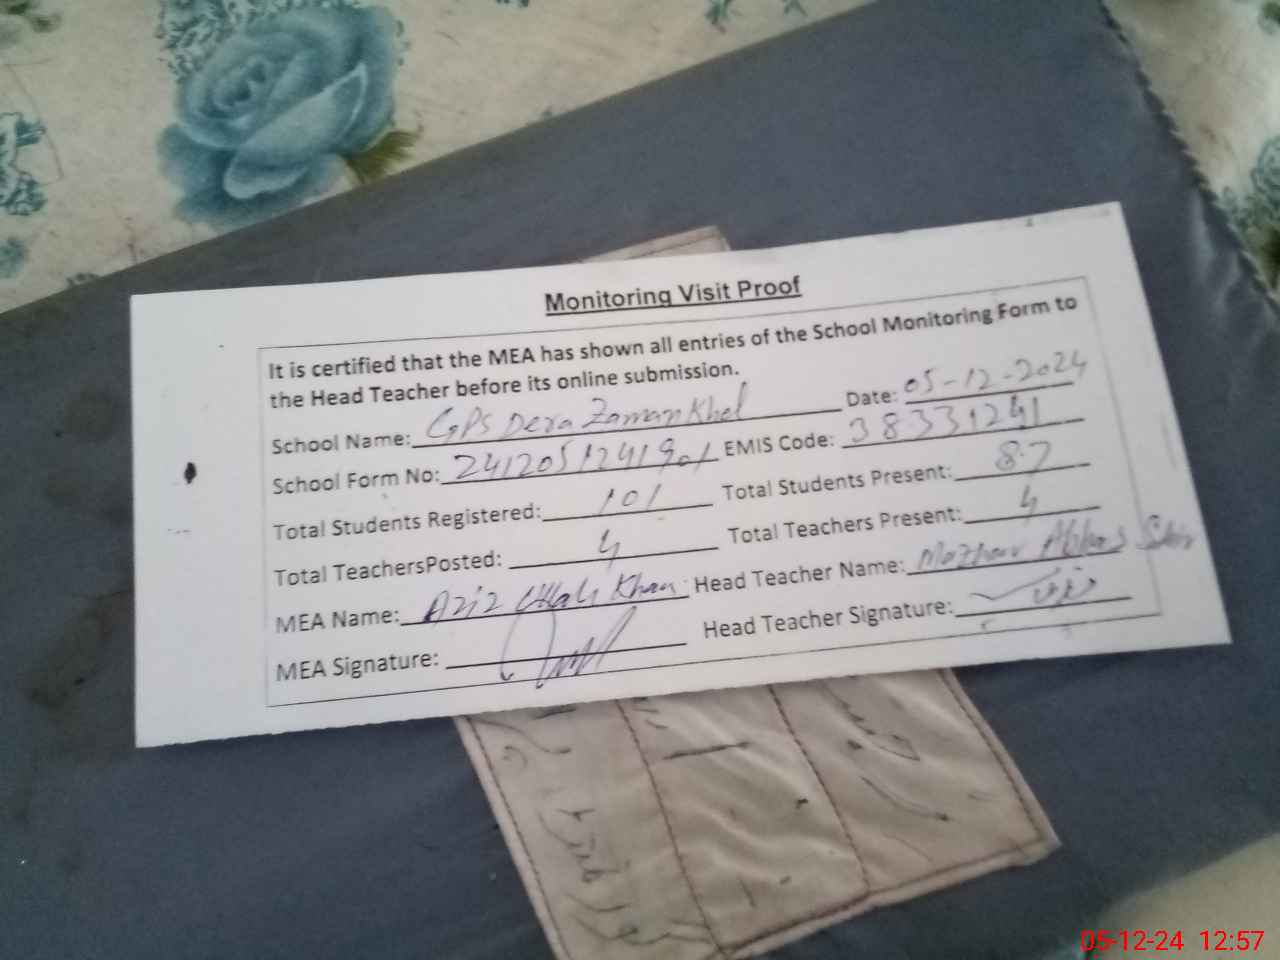 Monitoring Visit Proof
It is certified that the MEA has shown all entries of the School Monitoring Form to
the Head Teacher before its online submission.
School Name: GPS Dera Zaman Khel Date: 05-12-2024
School Form No: 2412051241901 EMIS Code: 38331241
Total Students Registered: 101 Total Students Present: 87
Total TeachersPosted: 4 Total Teachers Present: 4
MEA Name: Aziz Ullah Khan Head Teacher Name: Mazhar Abbas
MEA Signature: Head Teacher Signature:
05-12-24 12:57